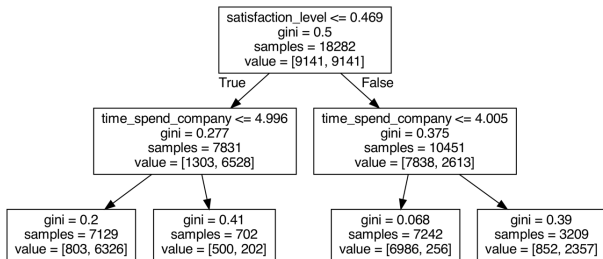 satisfaction_level <= 0.469
gini = 0.5
samples = 18282
value = [9141, 9141]
True
False
time_spend_company <= 4.996
gini = 0.277
samples = 7831
value = [1303, 6528]
time_spend_company <= 4.005
gini = 0.375
samples = 10451
value = [7838, 2613]
gini = 0.2
samples = 7129
value = [803, 6326]
gini = 0.41
samples = 702
value = [500, 202]
gini = 0.068
samples = 7242
value = [6986, 256]
gini = 0.39
samples = 3209
value = [852, 2357]